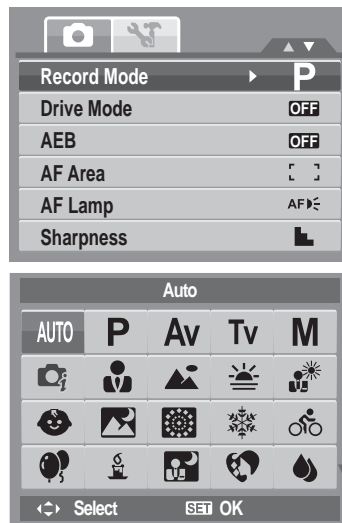 Record Mode P
Drive Mode OFF
AEB OFF
AF Area
AF Lamp AF
Sharpness
Auto
AUTO P Av Tv M
Select SET OK